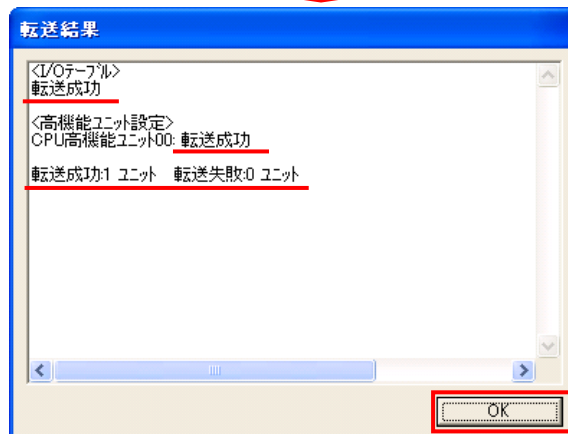 転送結果
<I/Oテーブル>
転送成功
<高機能ユニット設定>
CPU高機能ユニット00: 転送成功
転送成功:1 ユニット　転送失敗:0 ユニット
OK